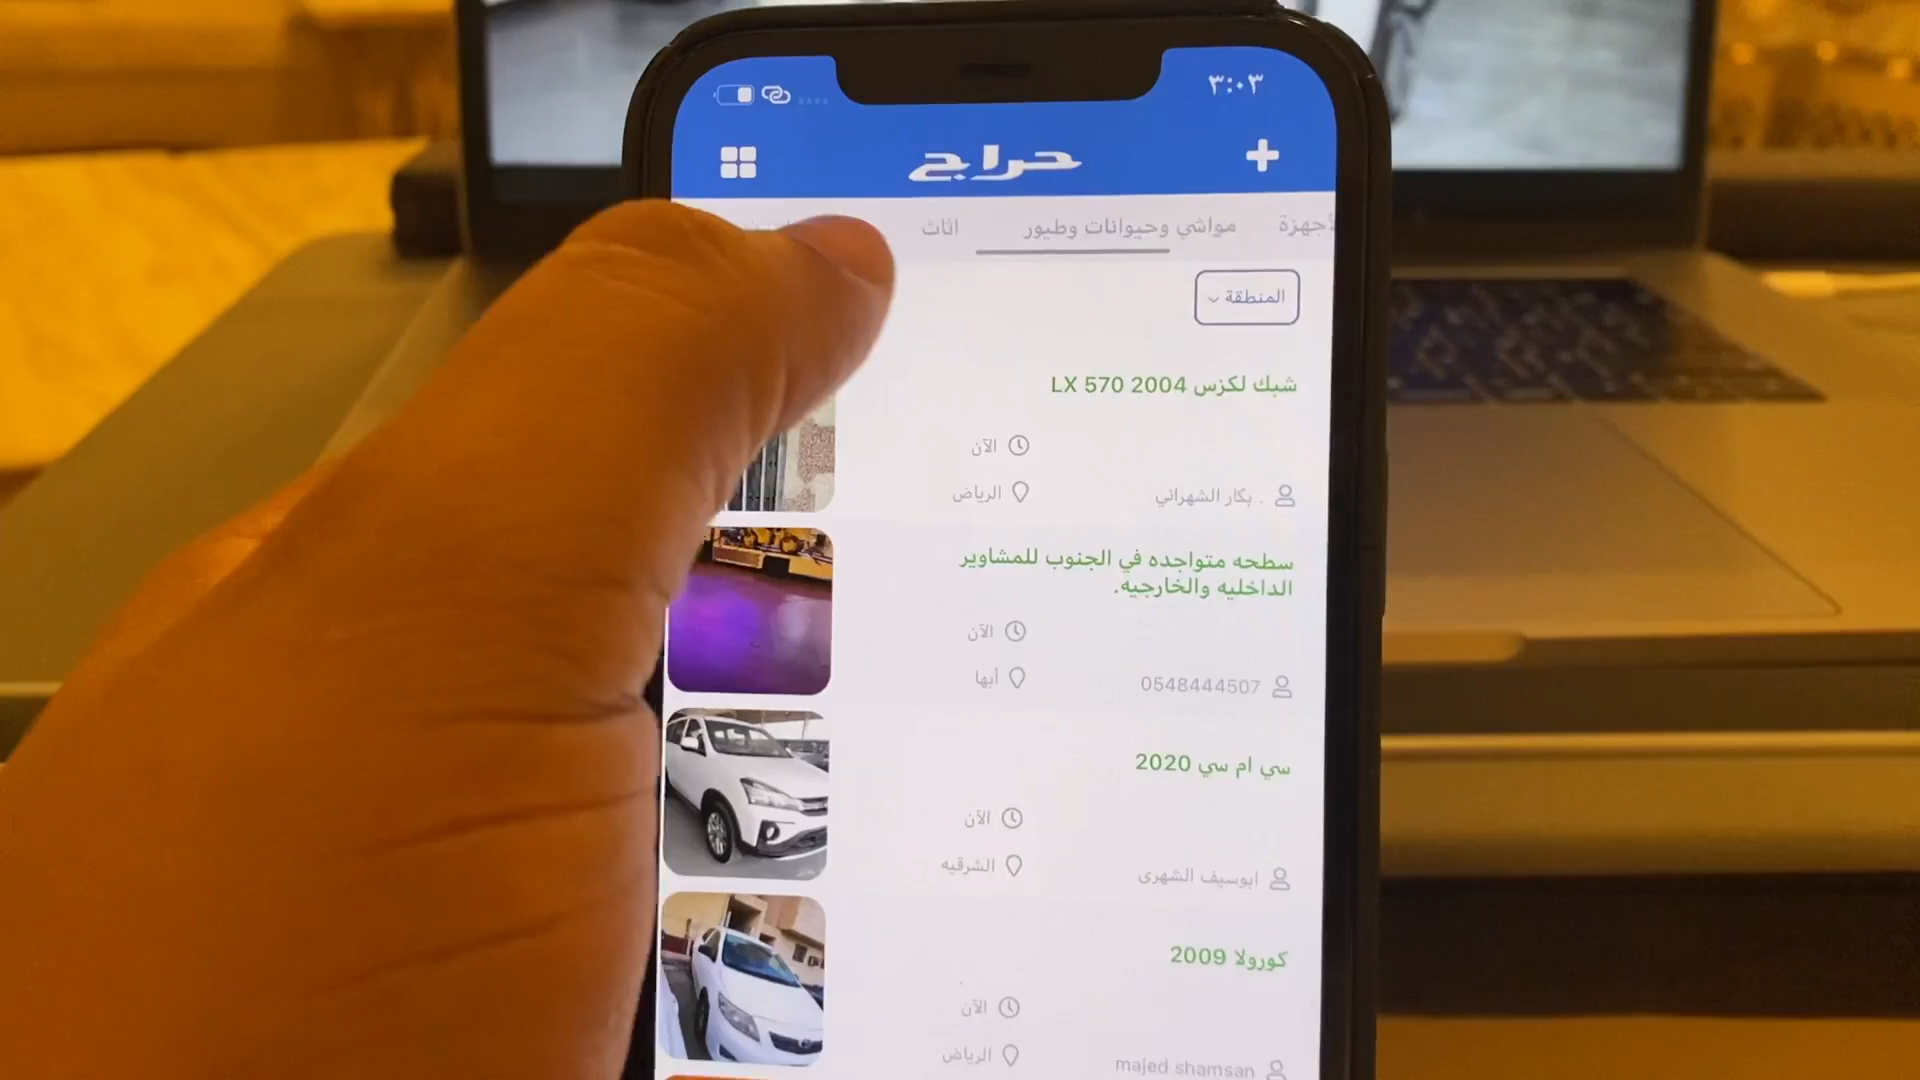 ٣:٠٣
حراج
مواشي وحيوانات وطيور
اثاث
المنطقة
شبك لكزس LX 570 2004
الآن
. بكار الشهراني
الرياض
سطحه متواجده في الجنوب للمشاوير
الداخليه والخارجيه.
الآن
0548444507
أبها
سي ام سي 2020
الآن
ابوسيف الشهرى
الشرقيه
كورولا 2009
الآن
majed shamsan
الرياض